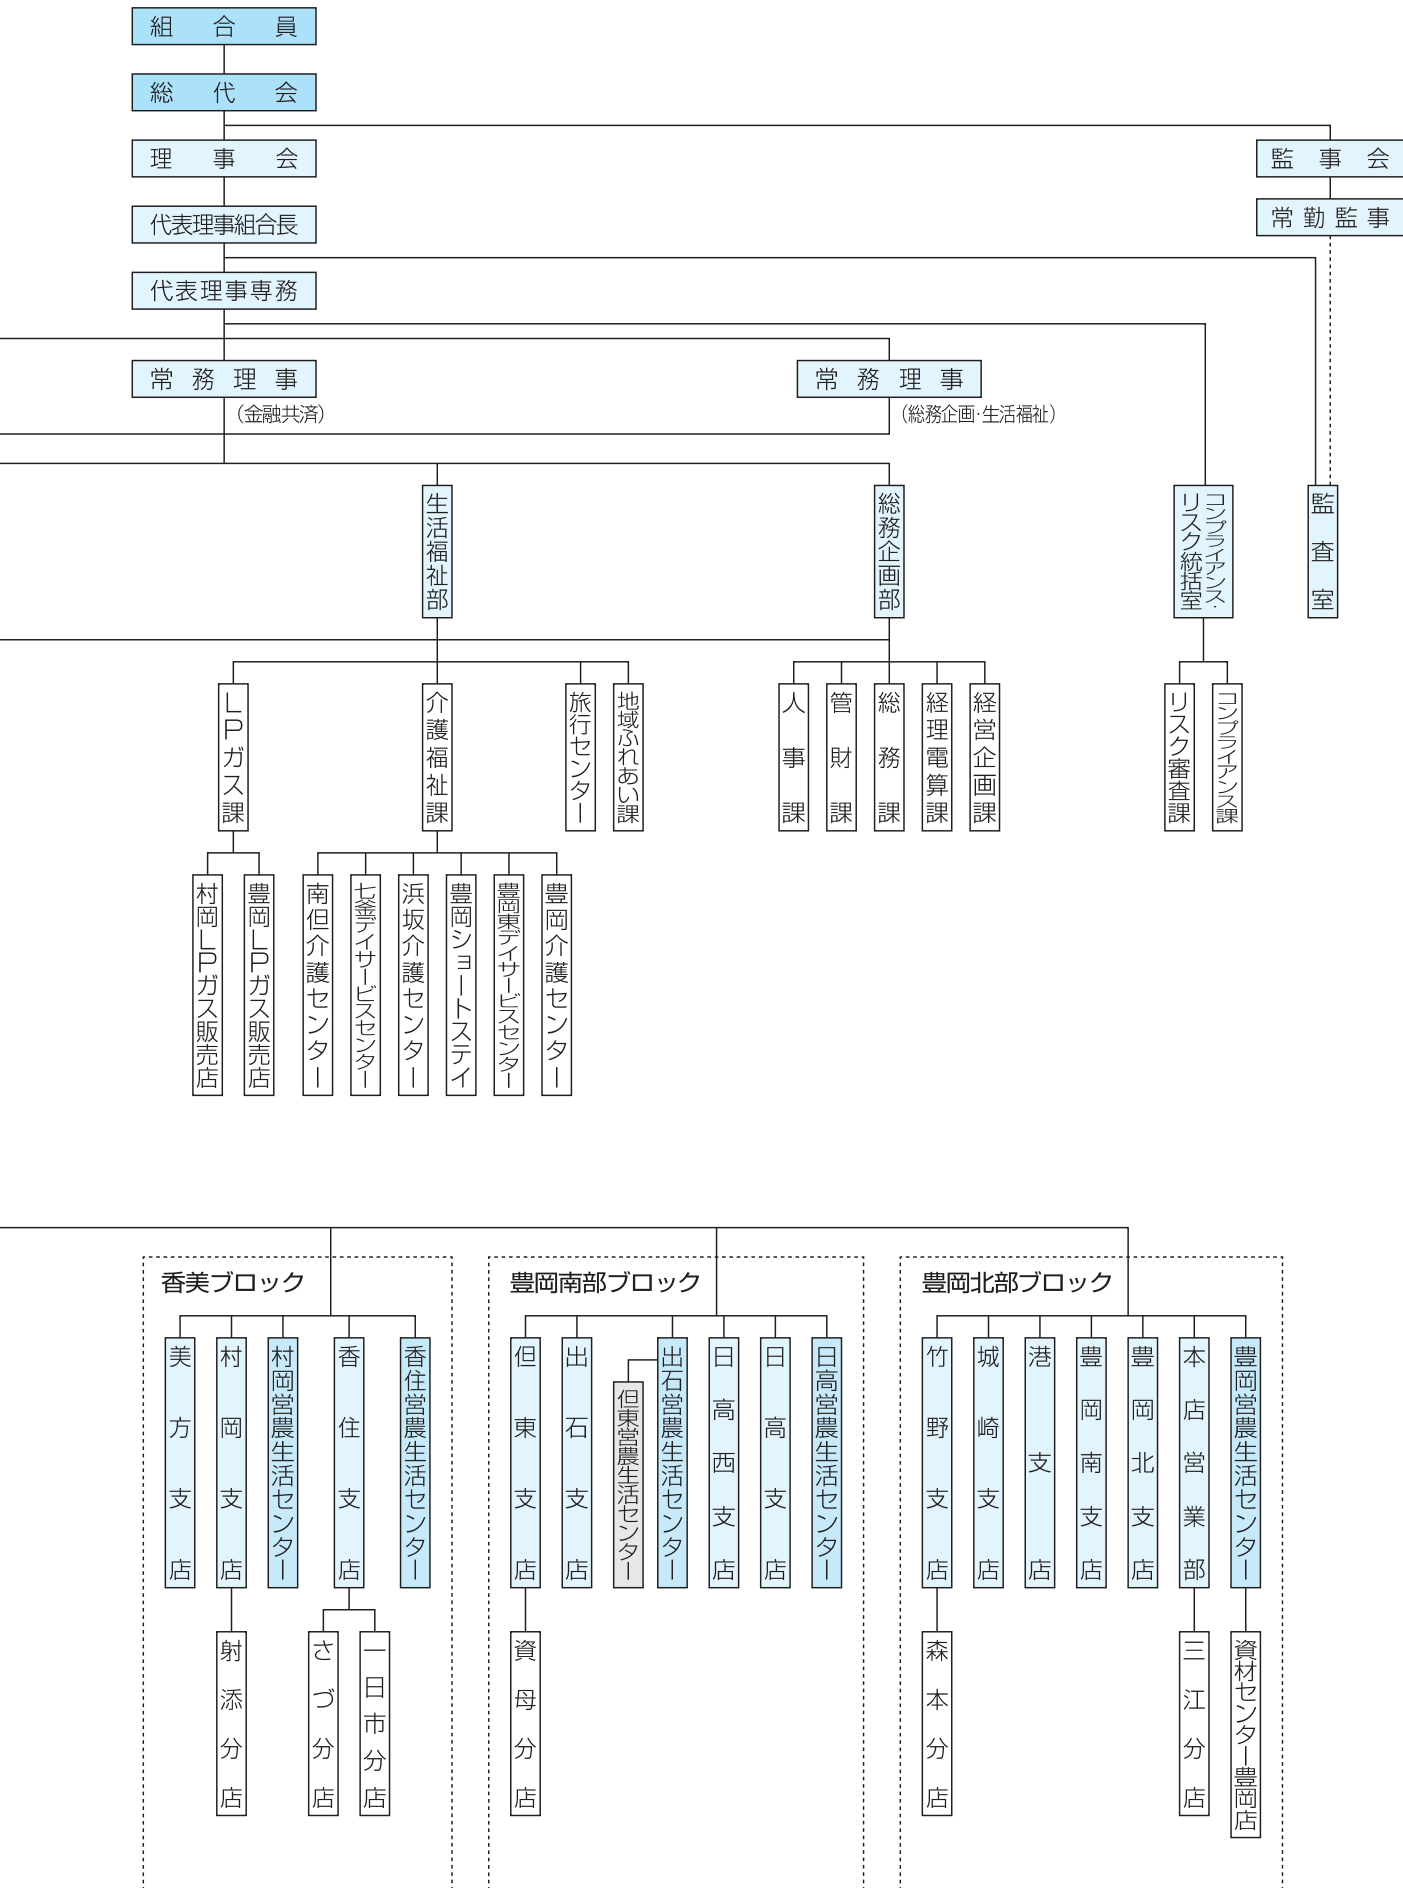 組合員
総代会
理事会
監事会
代表理事組合長
常勤監事
代表理事専務
常務理事
(金融共済)
常務理事
(総務企画・生活福祉)
生活福祉部
総務企画部
コンプライアンス・
リスク統括室
監査室
LPガス課
介護福祉課
旅行センター
地域ふれあい課
人事課
管財課
総務課
経理電算課
経営企画課
リスク審査課
コンプライアンス課
村岡LPガス販売店
豊岡LPガス販売店
南但介護センター
七釜デイサービスセンター
浜坂介護センター
豊岡ショートステイ
豊岡東デイサービスセンター
豊岡介護センター
香美ブロック
美方支店
村岡支店
村岡営農生活センター
香住支店
香住営農生活センター
射添分店
さづ分店
一日市分店
豊岡南部ブロック
但東支店
出石支店
但東営農生活センター
出石営農生活センター
日高西支店
日高支店
日高営農生活センター
資母分店
豊岡北部ブロック
竹野支店
城崎支店
港支店
豊岡南支店
豊岡北支店
本店営業部
豊岡営農生活センター
森本分店
三江分店
資材センター豊岡店